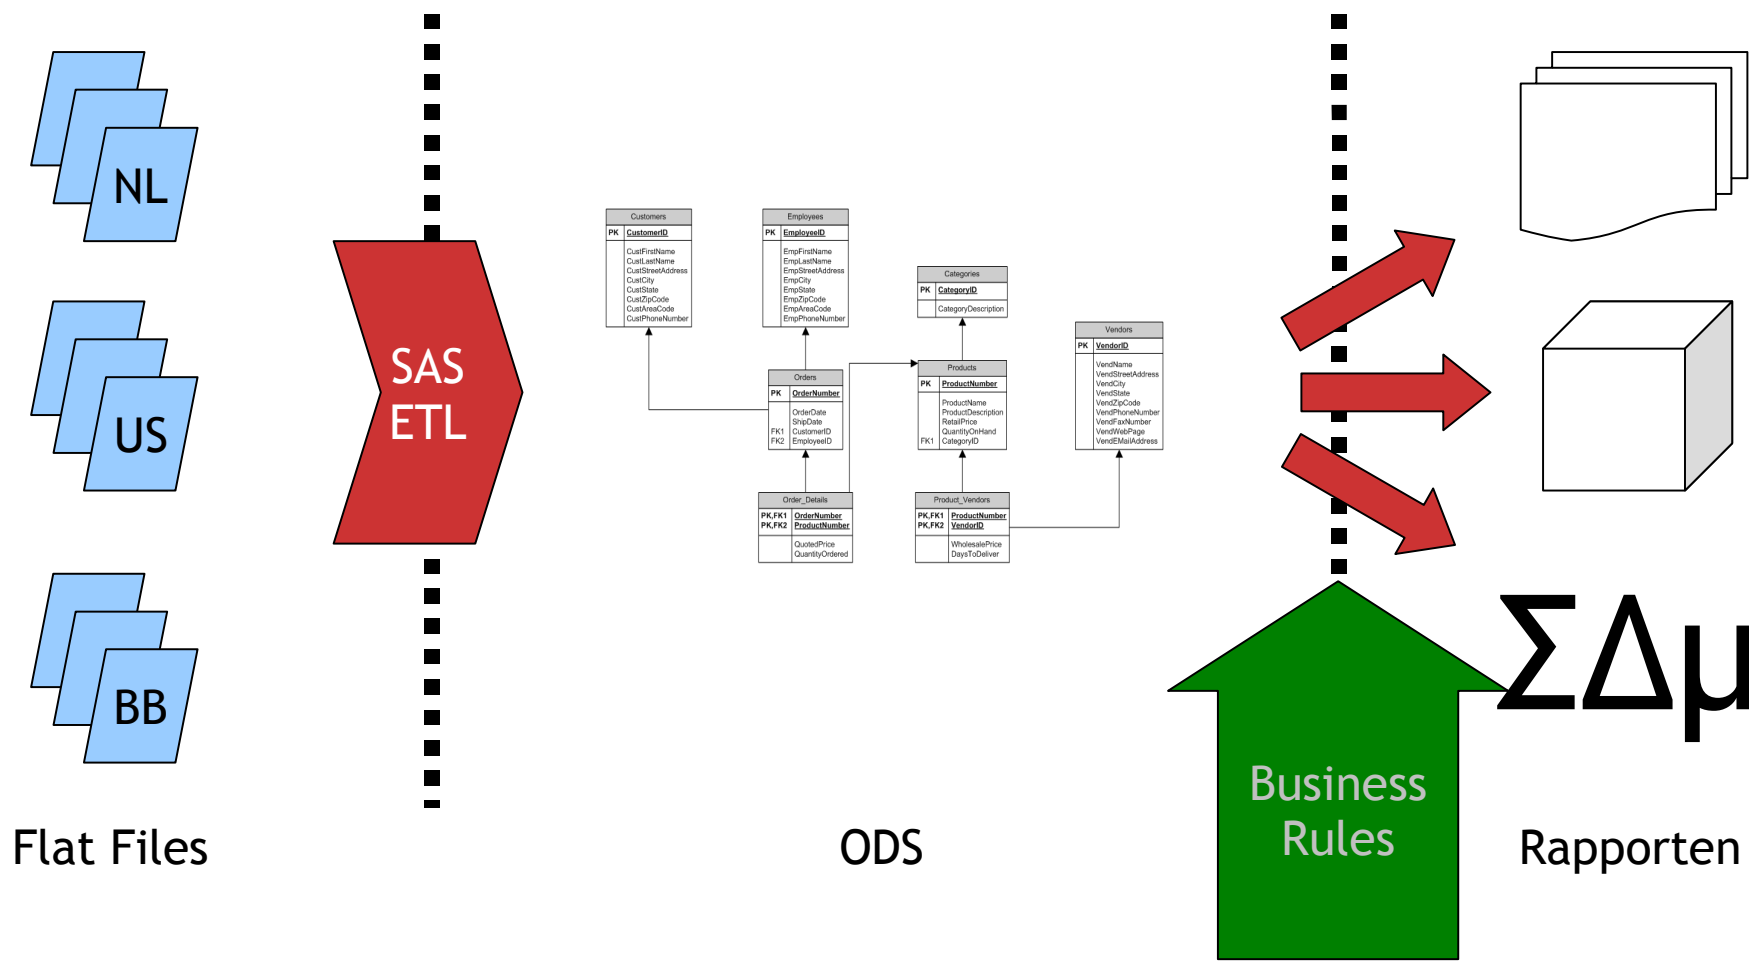 NL
US
BB
Flat Files
SAS
ETL
Customers
PK CustomerID
CustFirstName
CustLastName
CustStreetAddress
CustCity
CustState
CustZipCode
CustAreaCode
CustPhoneNumber
Employees
PK EmployeeID
EmpFirstName
EmpLastName
EmpStreetAddress
EmpCity
EmpState
EmpZipCode
EmpAreaCode
EmpPhoneNumber
Categories
PK CategoryID
CategoryDescription
Vendors
PK VendorID
VendName
VendStreetAddress
VendCity
VendState
VendZipCode
VendPhoneNumber
VendFaxNumber
VendWebPage
VendEMailAddress
Orders
PK OrderNumber
OrderDate
ShipDate
FK1 CustomerID
FK2 EmployeeID
Products
PK ProductNumber
ProductName
ProductDescription
RetailPrice
QuantityOnHand
FK1 CategoryID
Order_Details
PK,FK1 OrderNumber
PK,FK2 ProductNumber
QuotedPrice
QuantityOrdered
Product_Vendors
PK,FK1 ProductNumber
PK,FK2 VendorID
WholesalePrice
DaysToDeliver
ODS
Business
Rules
ΣΔμ
Rapporten